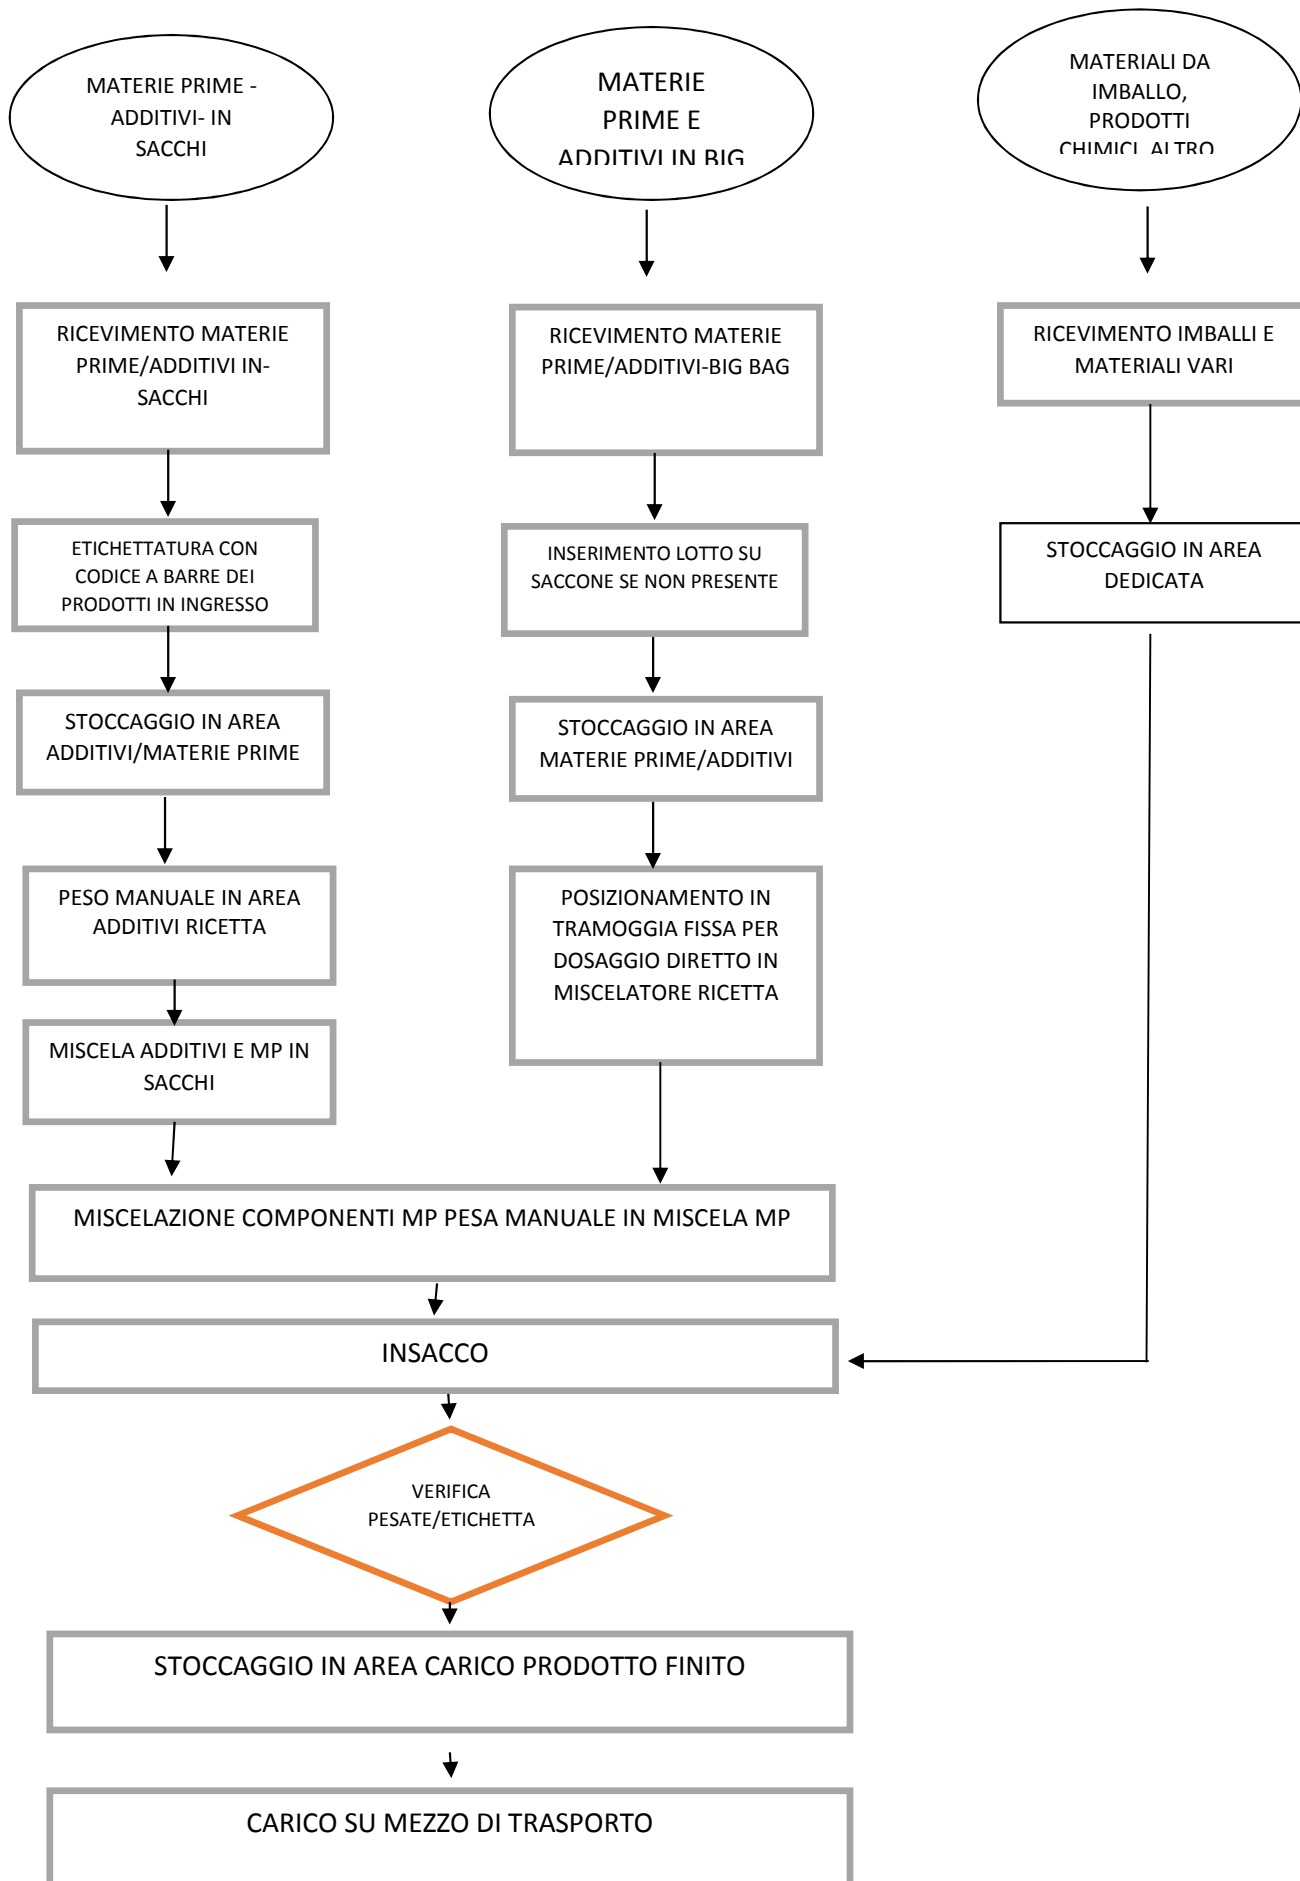 MATERIE PRIME -
ADDITIVI- IN
SACCHI
MATERIE
PRIME E
ADDITIVI IN BIG
MATERIALI DA
IMBALLO,
PRODOTTI
CHIMICI, ALTRO
RICEVIMENTO MATERIE
PRIME/ADDITIVI IN-
SACCHI
RICEVIMENTO MATERIE
PRIME/ADDITIVI-BIG BAG
RICEVIMENTO IMBALLI E
MATERIALI VARI
ETICHETTATURA CON
CODICE A BARRE DEI
PRODOTTI IN INGRESSO
INSERIMENTO LOTTO SU
SACCONE SE NON PRESENTE
STOCCAGGIO IN AREA
DEDICATA
STOCCAGGIO IN AREA
ADDITIVI/MATERIE PRIME
STOCCAGGIO IN AREA
MATERIE PRIME/ADDITIVI
PESO MANUALE IN AREA
ADDITIVI RICETTA
POSIZIONAMENTO IN
TRAMOGGIA FISSA PER
DOSAGGIO DIRETTO IN
MISCELATORE RICETTA
MISCELA ADDITIVI E MP IN
SACCHI
MISCELAZIONE COMPONENTI MP PESA MANUALE IN MISCELA MP
INSACCO
VERIFICA
PESATE/ETICHETTA
STOCCAGGIO IN AREA CARICO PRODOTTO FINITO
CARICO SU MEZZO DI TRASPORTO